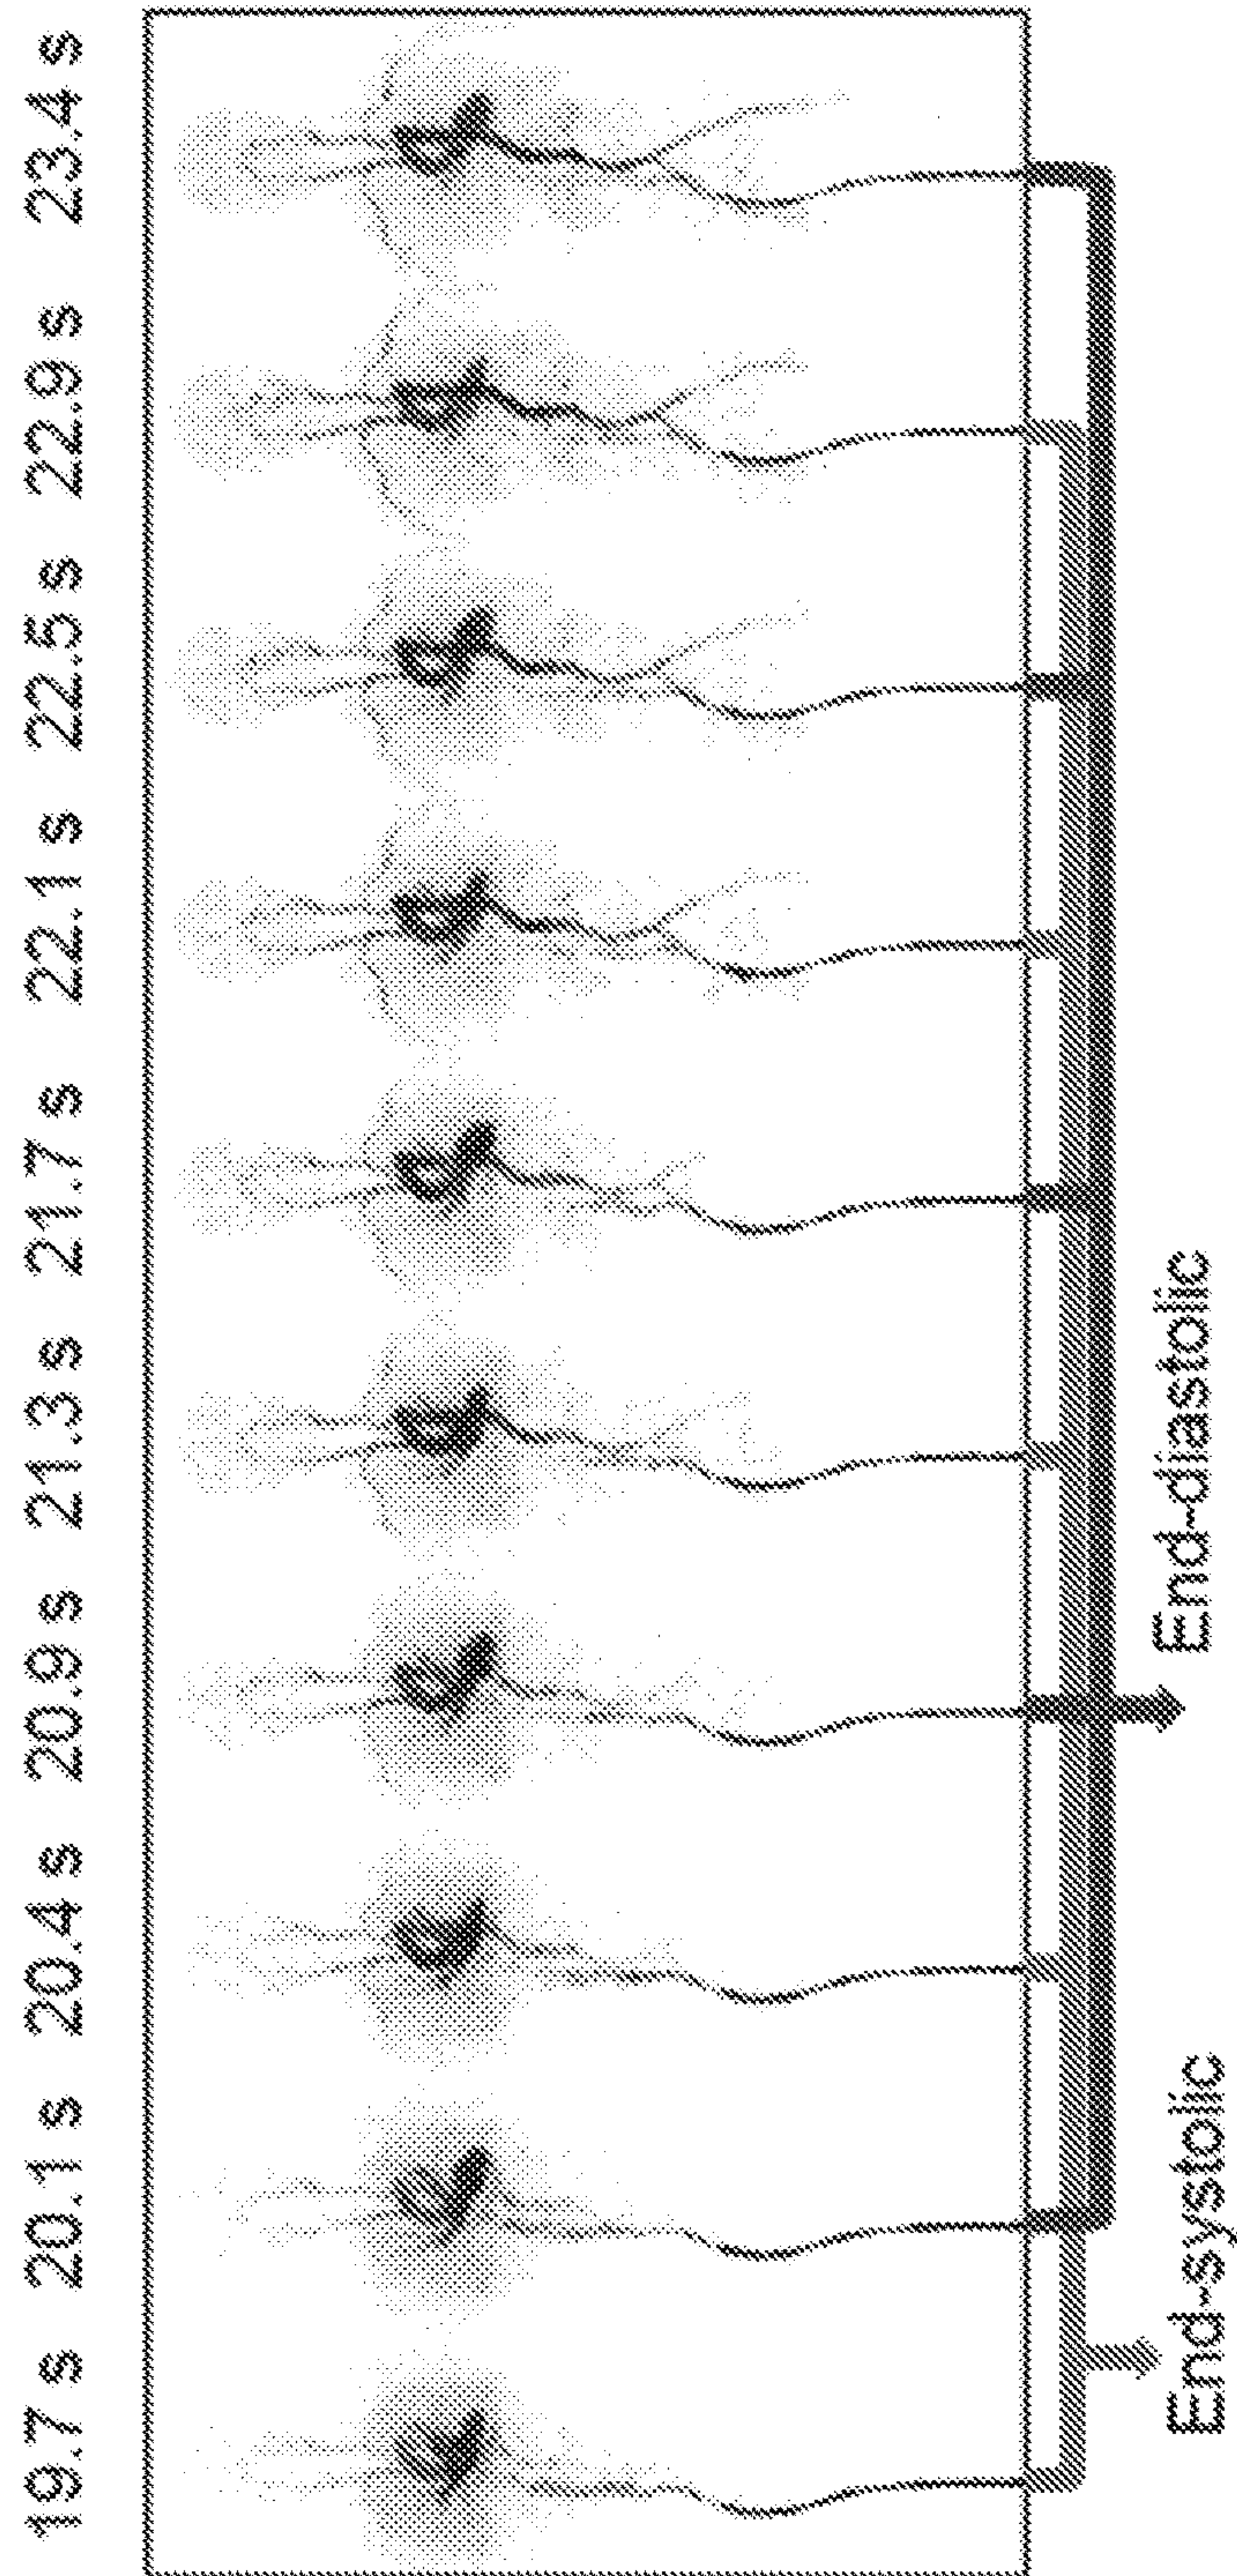 19.7 s 20.1 s 20.4 s 20.9 s 21.3 s 21.7 s 22.1 s 22.5 s 22.9 s 23.4 s
End-systolic End-diastolic